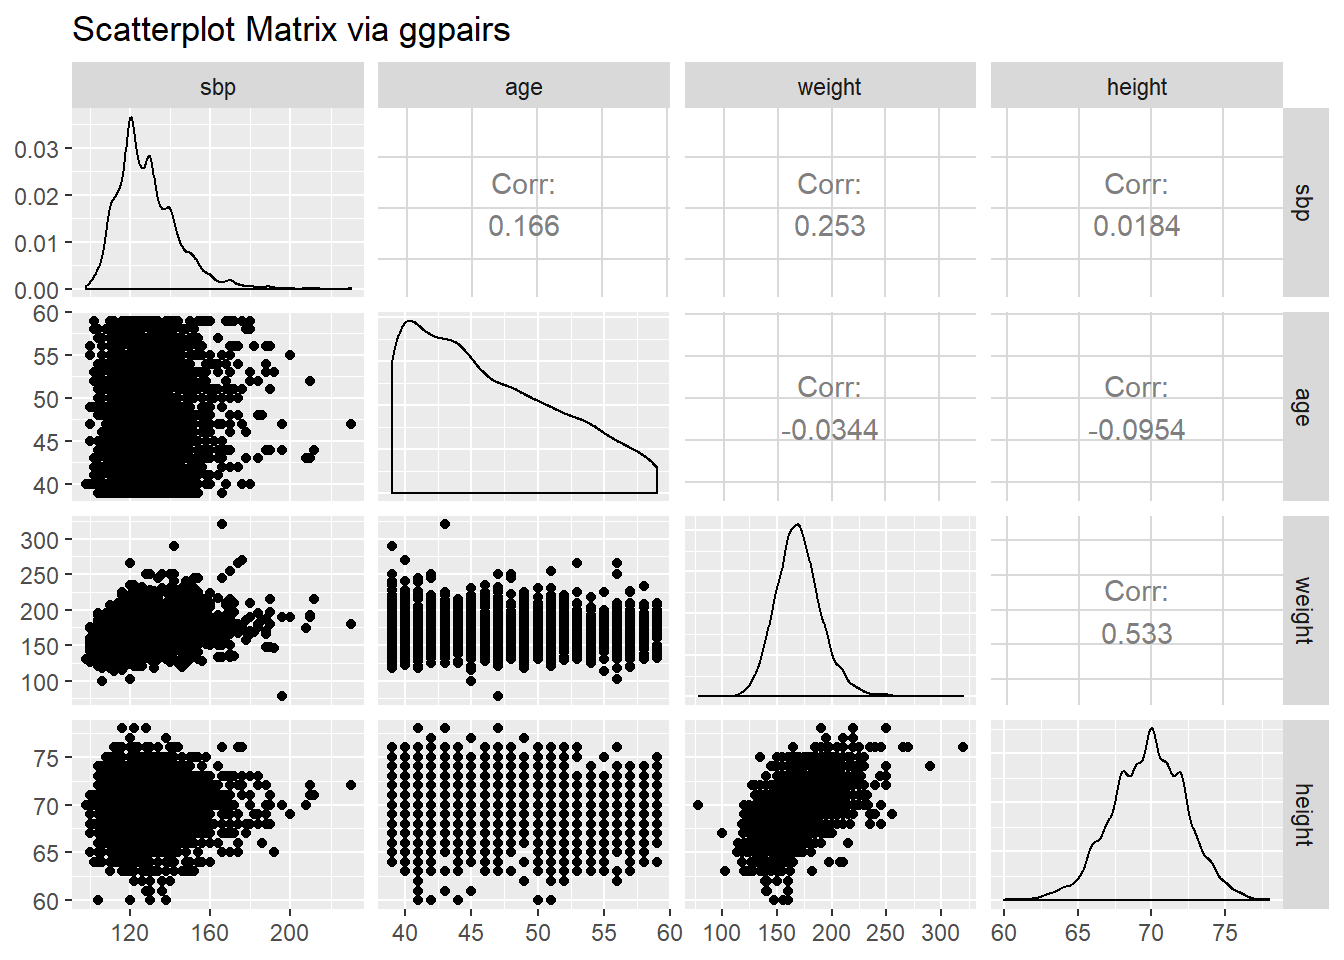 Scatterplot Matrix via ggpairs
sbp age weight height
0.03
0.02
0.01
0.00
Corr: Corr: Corr:
0.166 0.253 0.0184
sbp
60
55
50
45
40
Corr: Corr:
-0.0344 -0.0954
age
300
250
200
150
100
Corr:
0.533
weight
75
70
65
60
height
120 160 200 40 45 50 55 60 100 150 200 250 300 60 65 70 75